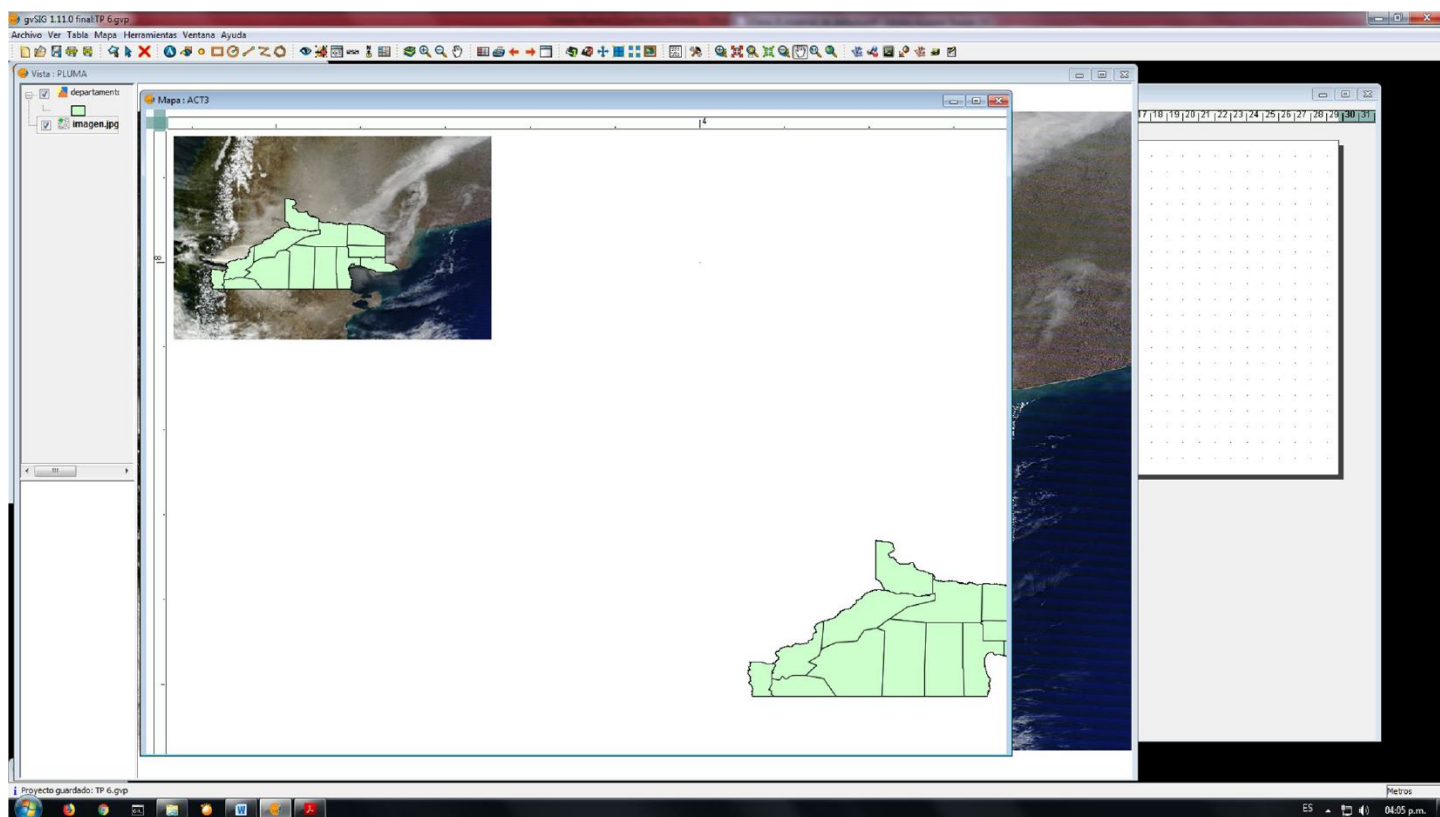 gvSIG 1.11.0 final:TP 6.gvp
Archivo Ver Tabla Mapa Herramientas Ventana Ayuda
Vista : PLUMA
departamento
imagen.jpg
Mapa : ACT3
4
8
17 18 19 20 21 22 23 24 25 26 27 28 29 30 31
Proyecto guardado: TP 6.gvp
Metros
ES
04:05 p.m.